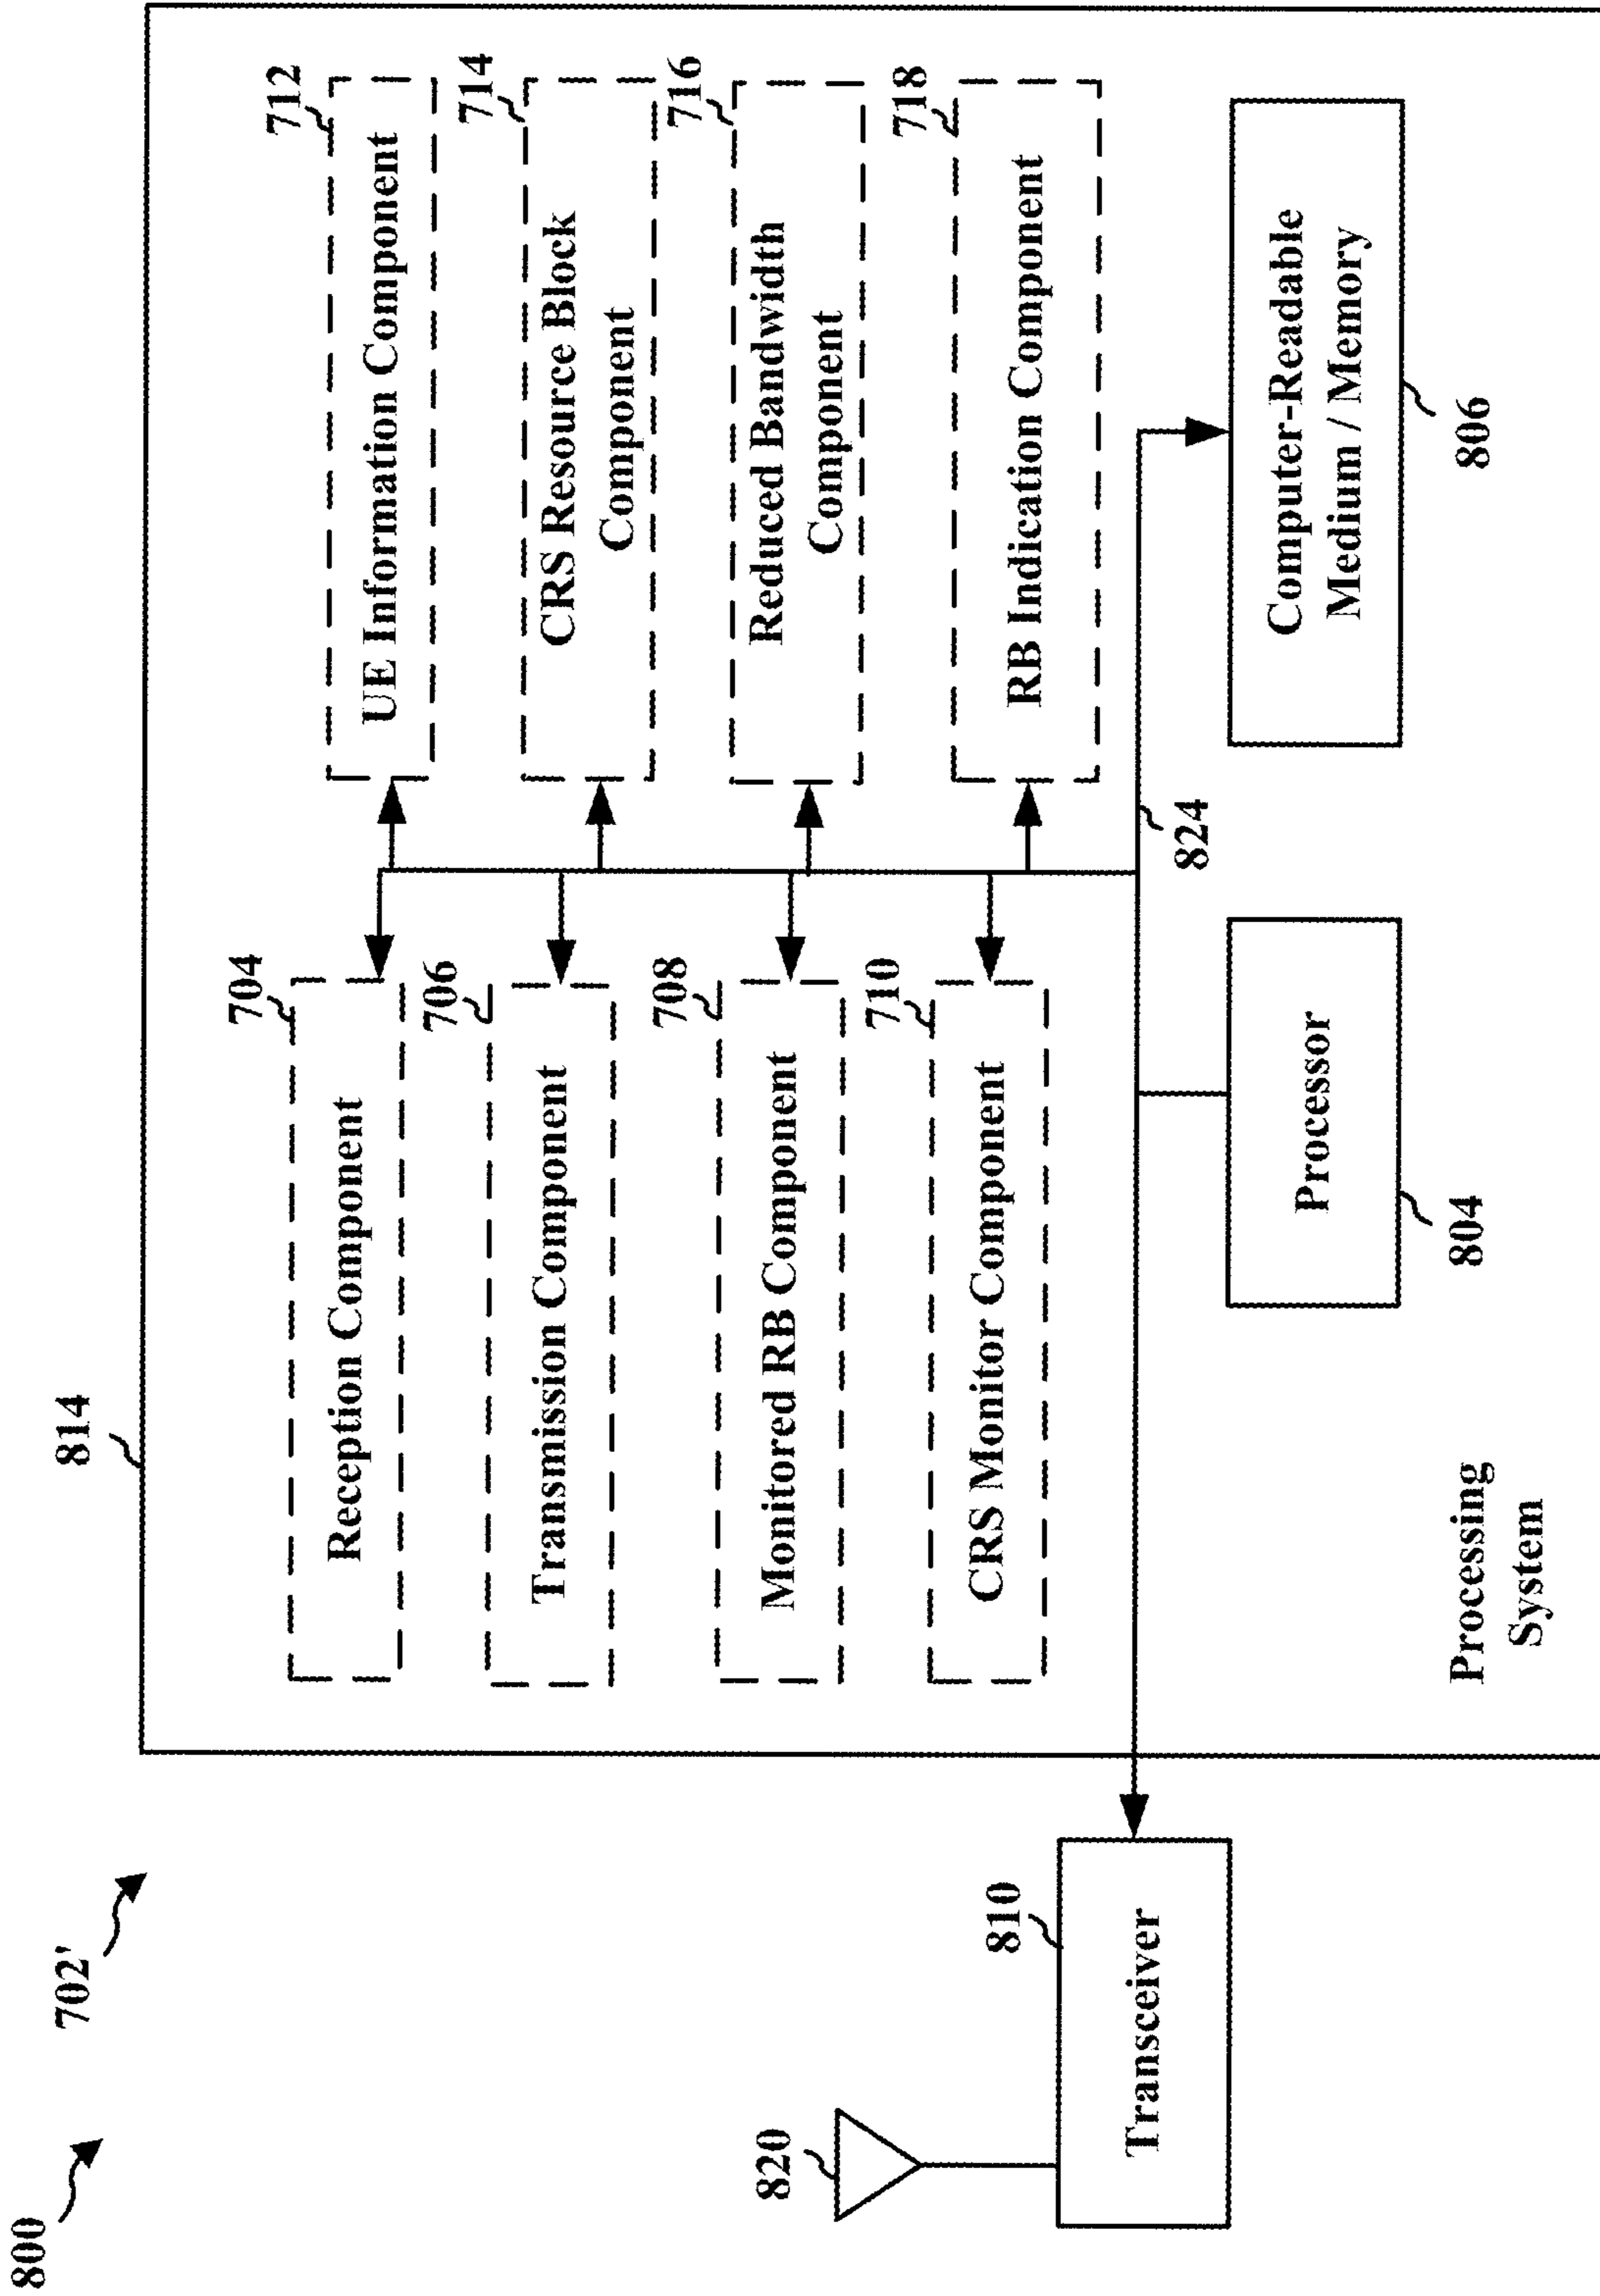 800
702'
814
704
Reception Component
706
Transmission Component
708
Monitored RB Component
710
CRS Monitor Component
712
UE Information Component
714
CRS Resource Block
Component
716
Reduced Bandwidth
Component
718
RB Indication Component
820
810
Transceiver
824
Processor
804
Computer-Readable
Medium / Memory
806
Processing
System